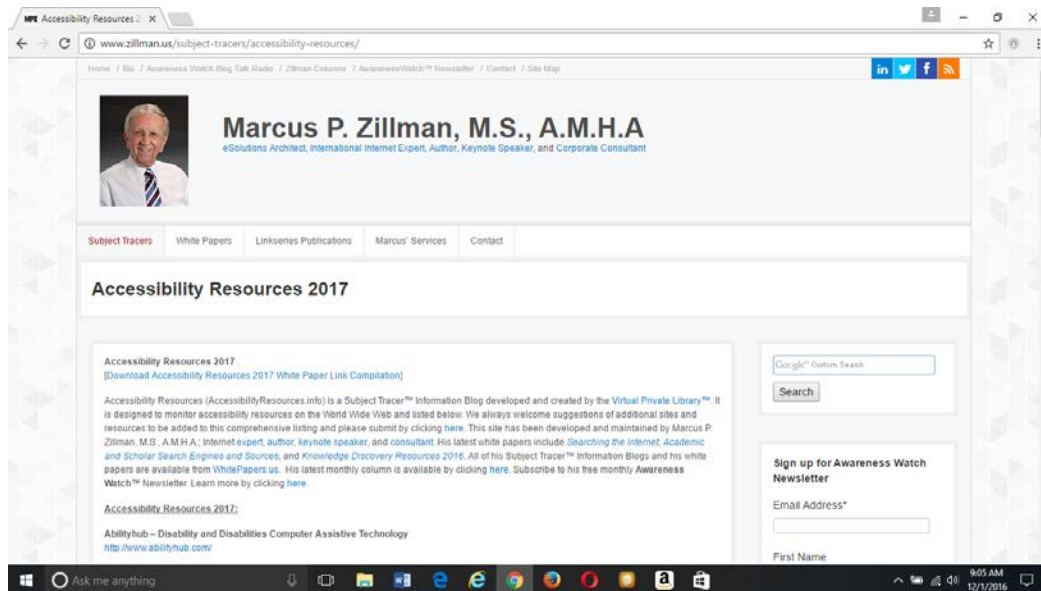 Accessibility Resources 2
www.zillman.us/subject-tracers/accessibility-resources/
Home / Bio / Awareness Watch Blog Talk Radio / Zillman Columns / AwarenessWatch™ Newsletter / Contact / Site Map
in f
Marcus P. Zillman, M.S., A.M.H.A
eSolutions Architect, International Internet Expert, Author, Keynote Speaker, and Corporate Consultant
Subject Tracers White Papers Linkseries Publications Marcus' Services Contact
Accessibility Resources 2017
Accessibility Resources 2017
[Download Accessibility Resources 2017 White Paper Link Compilation]
Accessibility Resources (AccessibilityResources.info) is a Subject Tracer™ Information Blog developed and created by the Virtual Private Library™. It
is designed to monitor accessibility resources on the World Wide Web and listed below. We always welcome suggestions of additional sites and
resources to be added to this comprehensive listing and please submit by clicking here. This site has been developed and maintained by Marcus P.
Zillman, M.S., A.M.H.A.; Internet expert, author, keynote speaker, and consultant. His latest white papers include Searching the Internet, Academic
and Scholar Search Engines and Sources, and Knowledge Discovery Resources 2016. All of his Subject Tracer™ Information Blogs and his white
papers are available from WhitePapers.us. His latest monthly column is available by clicking here. Subscribe to his free monthly Awareness
Watch™ Newsletter. Learn more by clicking here.
Accessibility Resources 2017:
Abilityhub – Disability and Disabilities Computer Assistive Technology
http://www.abilityhub.com/
Google™ Custom Search
Search
Sign up for Awareness Watch
Newsletter
Email Address*
First Name
Ask me anything
9:05 AM
12/1/2016